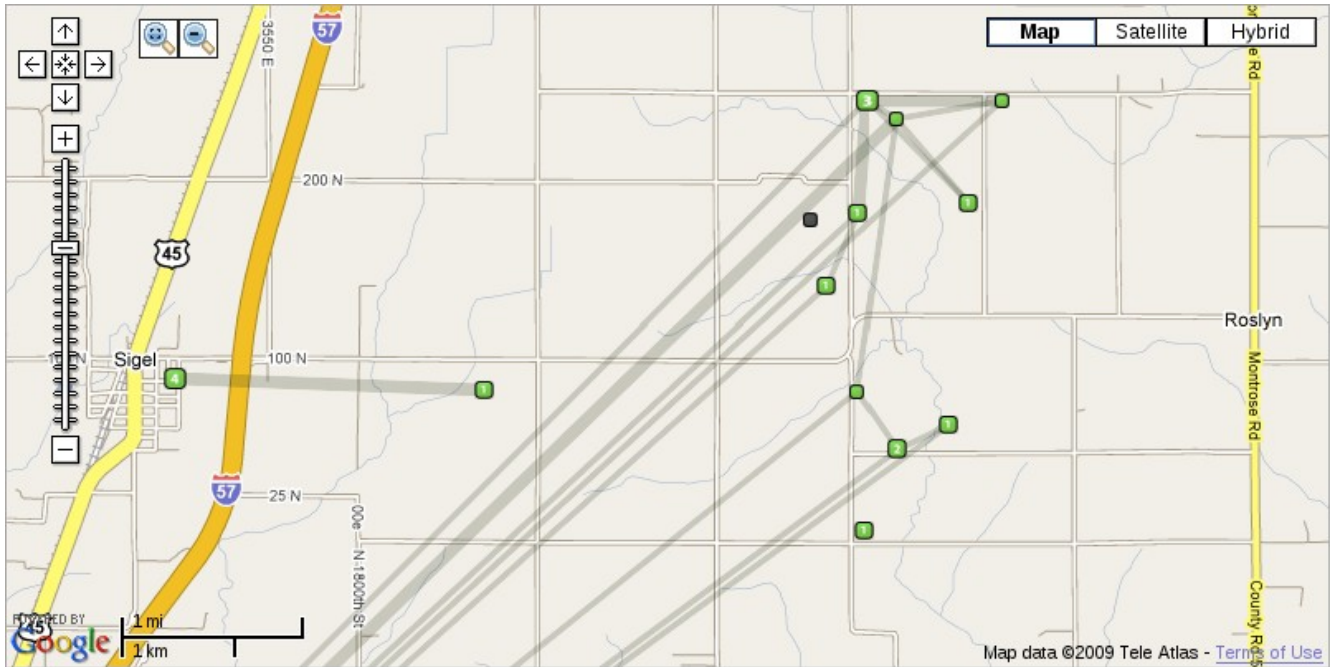 57
3550 E
Map
Satellite
Hybrid
3
200 N
1
1
45
1
Roslyn
Sigel
100 N
4
1
Montrose Rd
1
2
57
25 N
00e
N 1800th St
1
County Rd
POWERED BY
45
Google
1 mi
1 km
Map data ©2009 Tele Atlas - Terms of Use